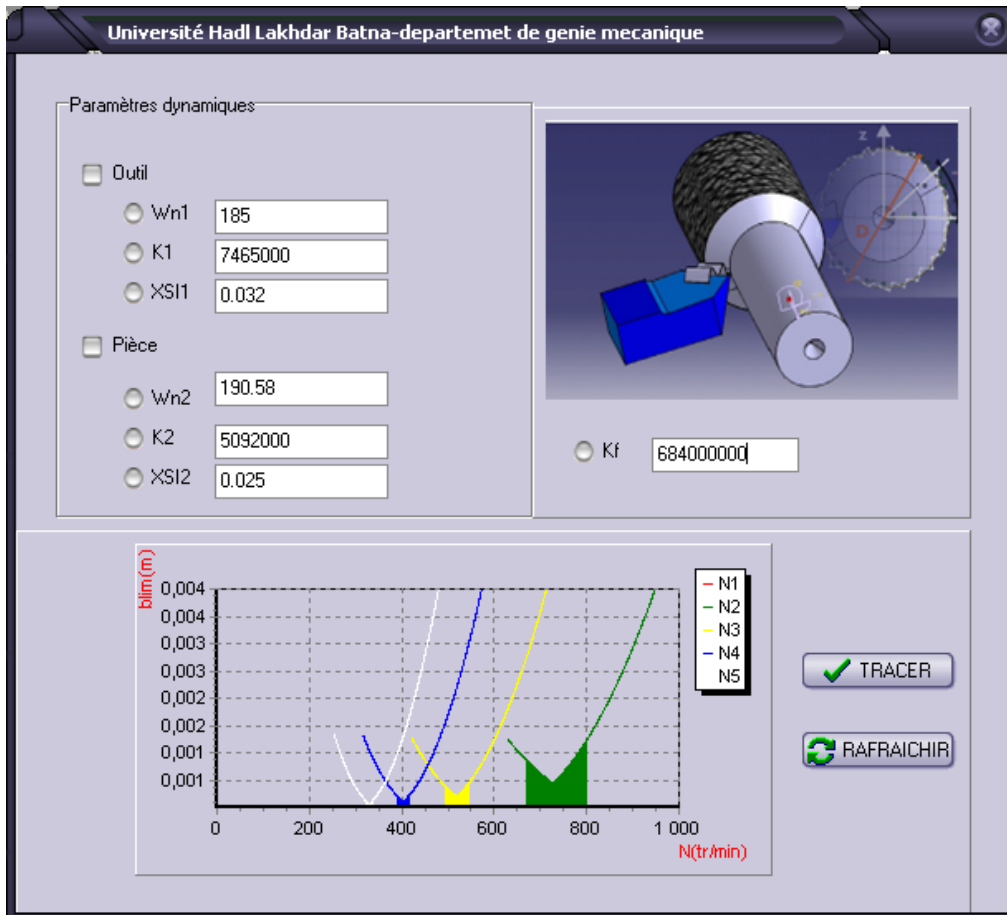 Université Hadl Lakhdar Batna-departemet de genie mecanique
Paramètres dynamiques
Outil
Wn1 185
K1 7465000
XSI1 0.032
Pièce
Wn2 190.58
K2 5092000
XSI2 0.025
z
D
Kf 684000000
blim(m)
0,004
0,004
0,003
0,003
0,002
0,002
0,001
0,001
0 200 400 600 800 1 000
N(tr/min)
N1
N2
N3
N4
N5
TRACER
RAFRAICHIR